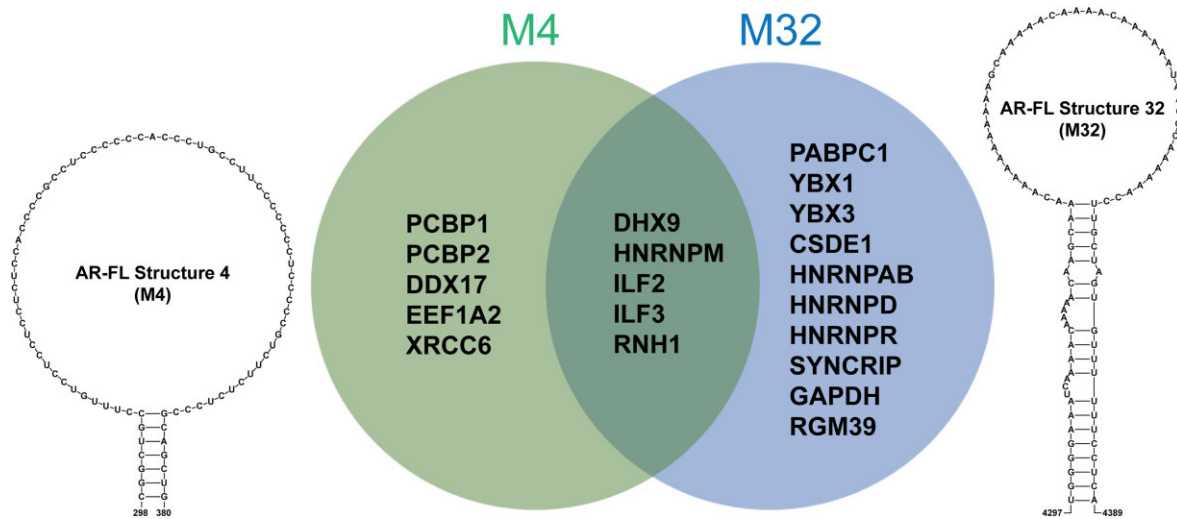 M4
M32
AR-FL Structure 4
(M4)
298
380
PCBP1
PCBP2
DDX17
EEF1A2
XRCC6
DHX9
HNRNPM
ILF2
ILF3
RNH1
PABPC1
YBX1
YBX3
CSDE1
HNRNPAB
HNRNPD
HNRNPR
SYNCRIP
GAPDH
RGM39
AR-FL Structure 32
(M32)
4297
4389